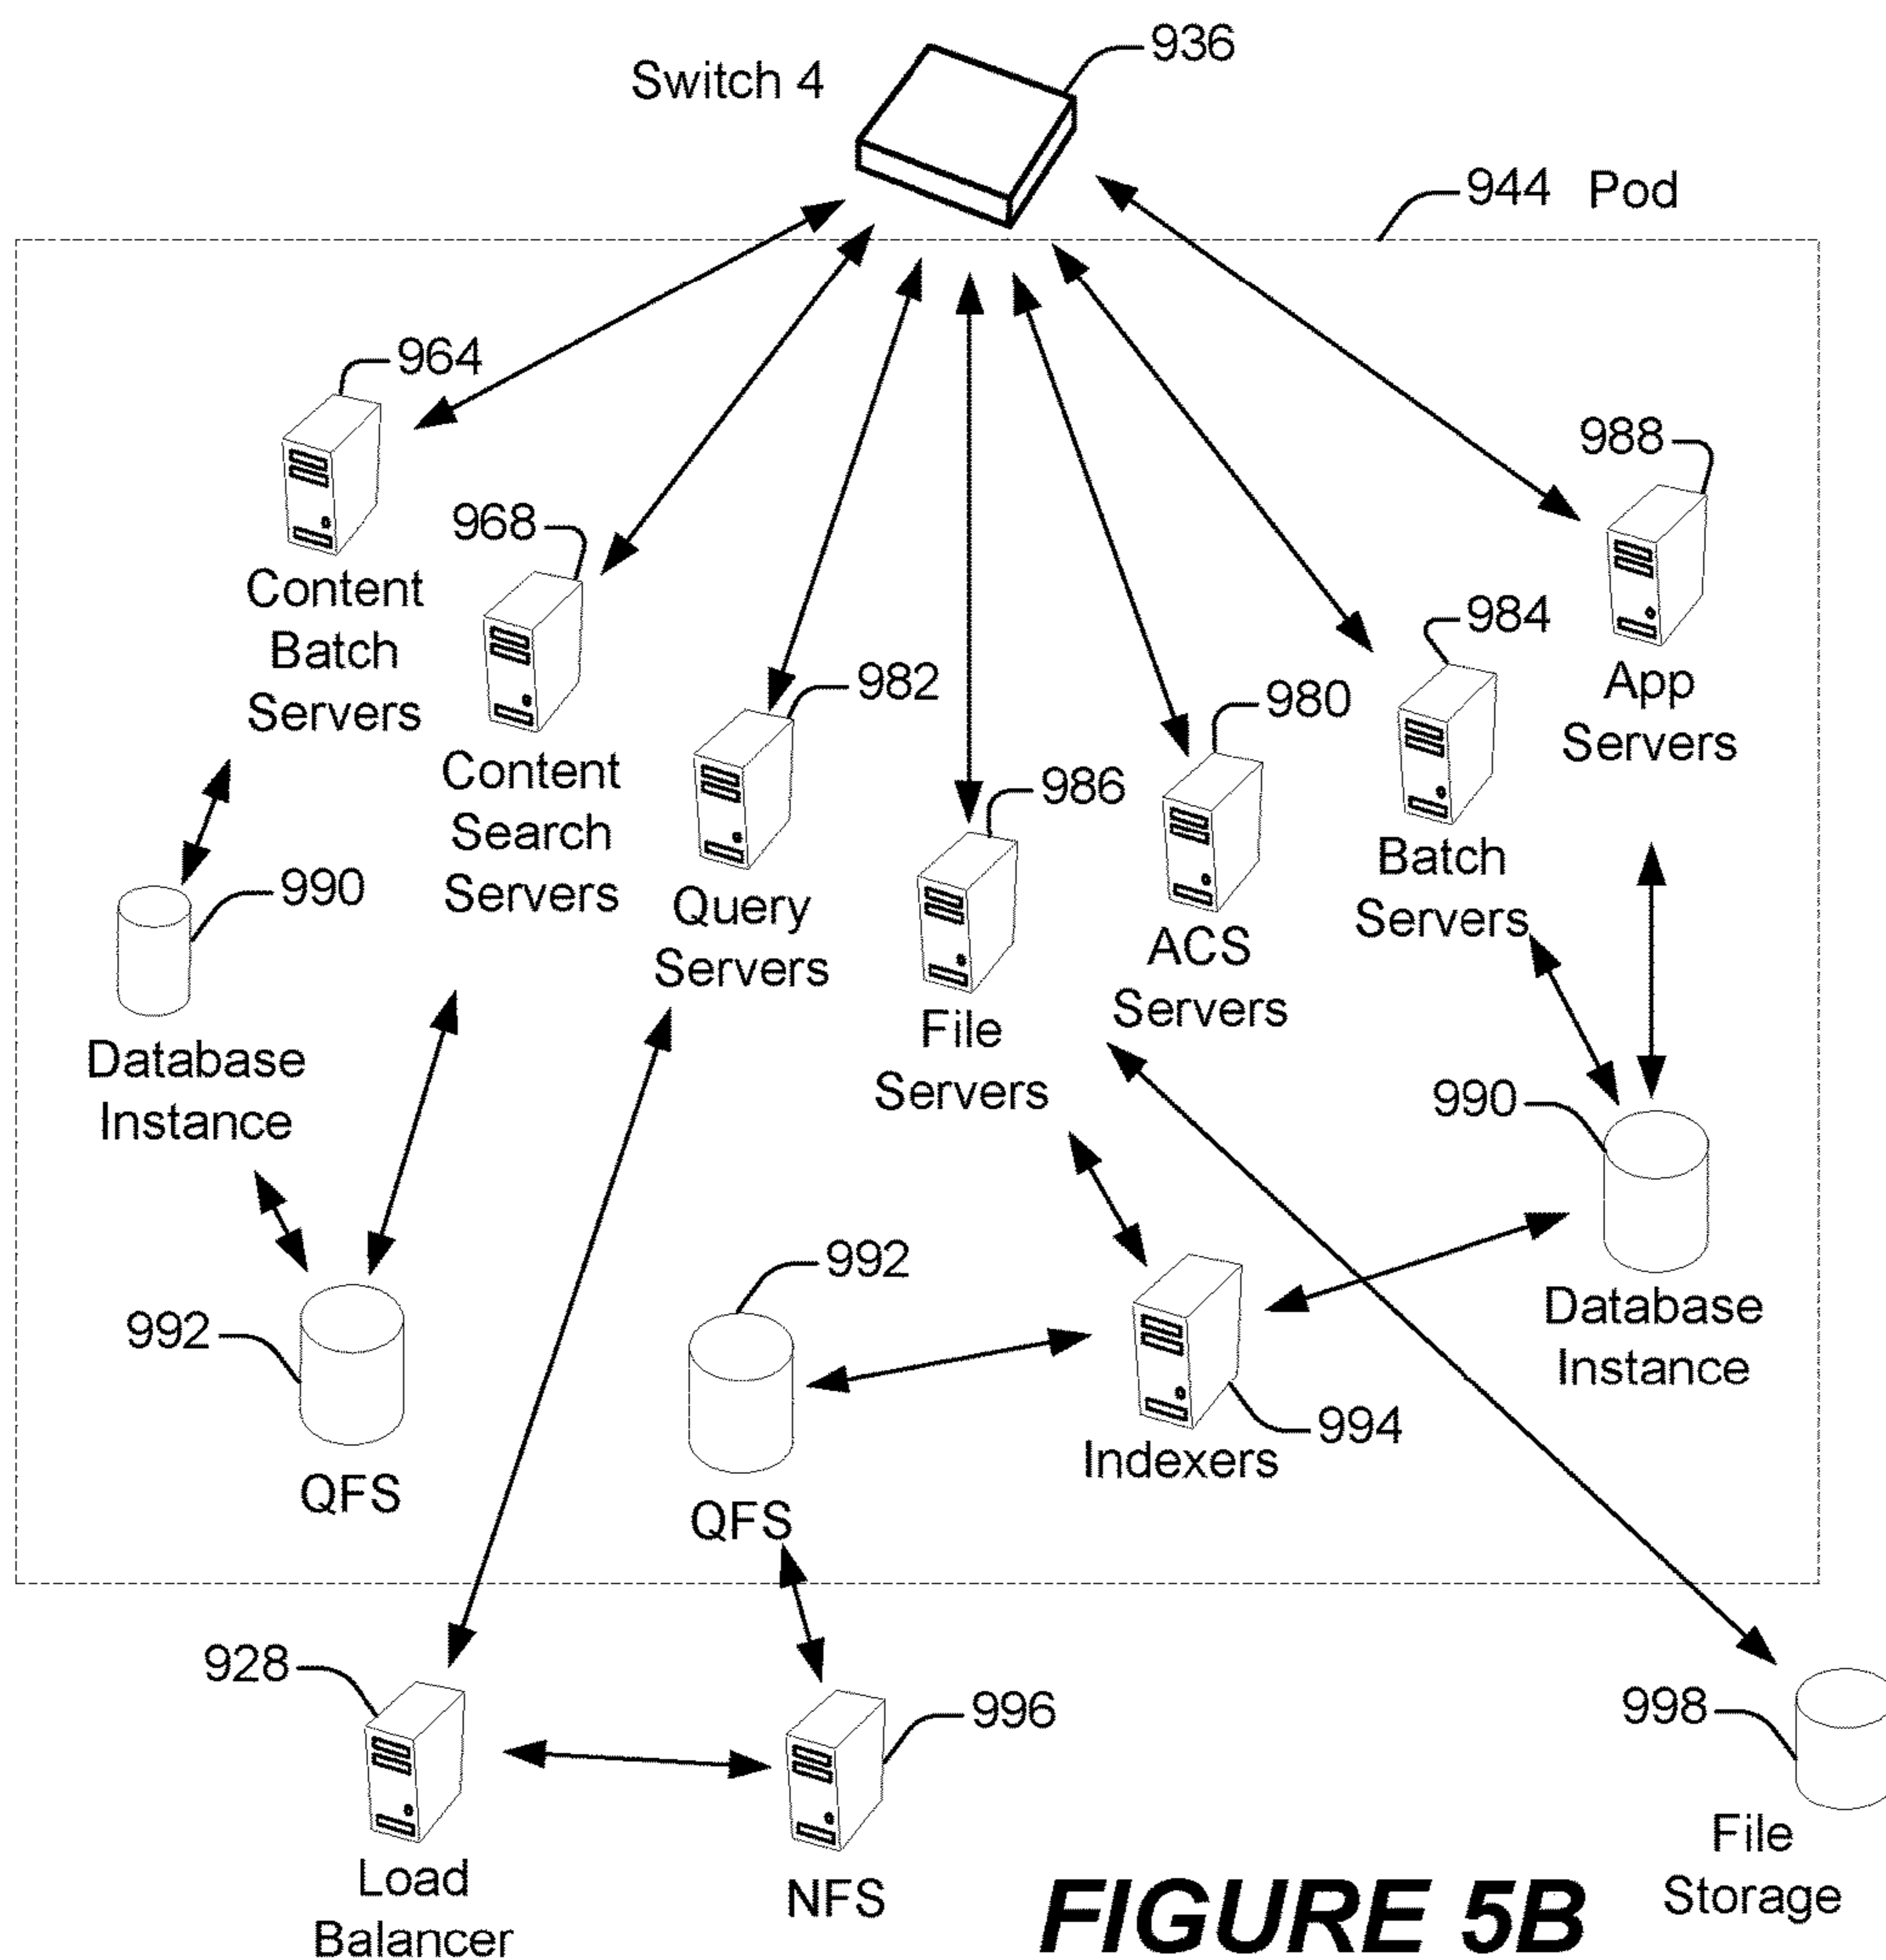 936
Switch 4
944 Pod
964
988
968
Content
Batch
Servers
984
982
980
App
Servers
Content
Search
Servers
986
Batch
Servers
990
Query
Servers
ACS
Servers
File
Servers
Database
Instance
990
992
992
Database
Instance
994
Indexers
QFS
QFS
928
996
998
File
Storage
Load
Balancer
NFS
FIGURE 5B